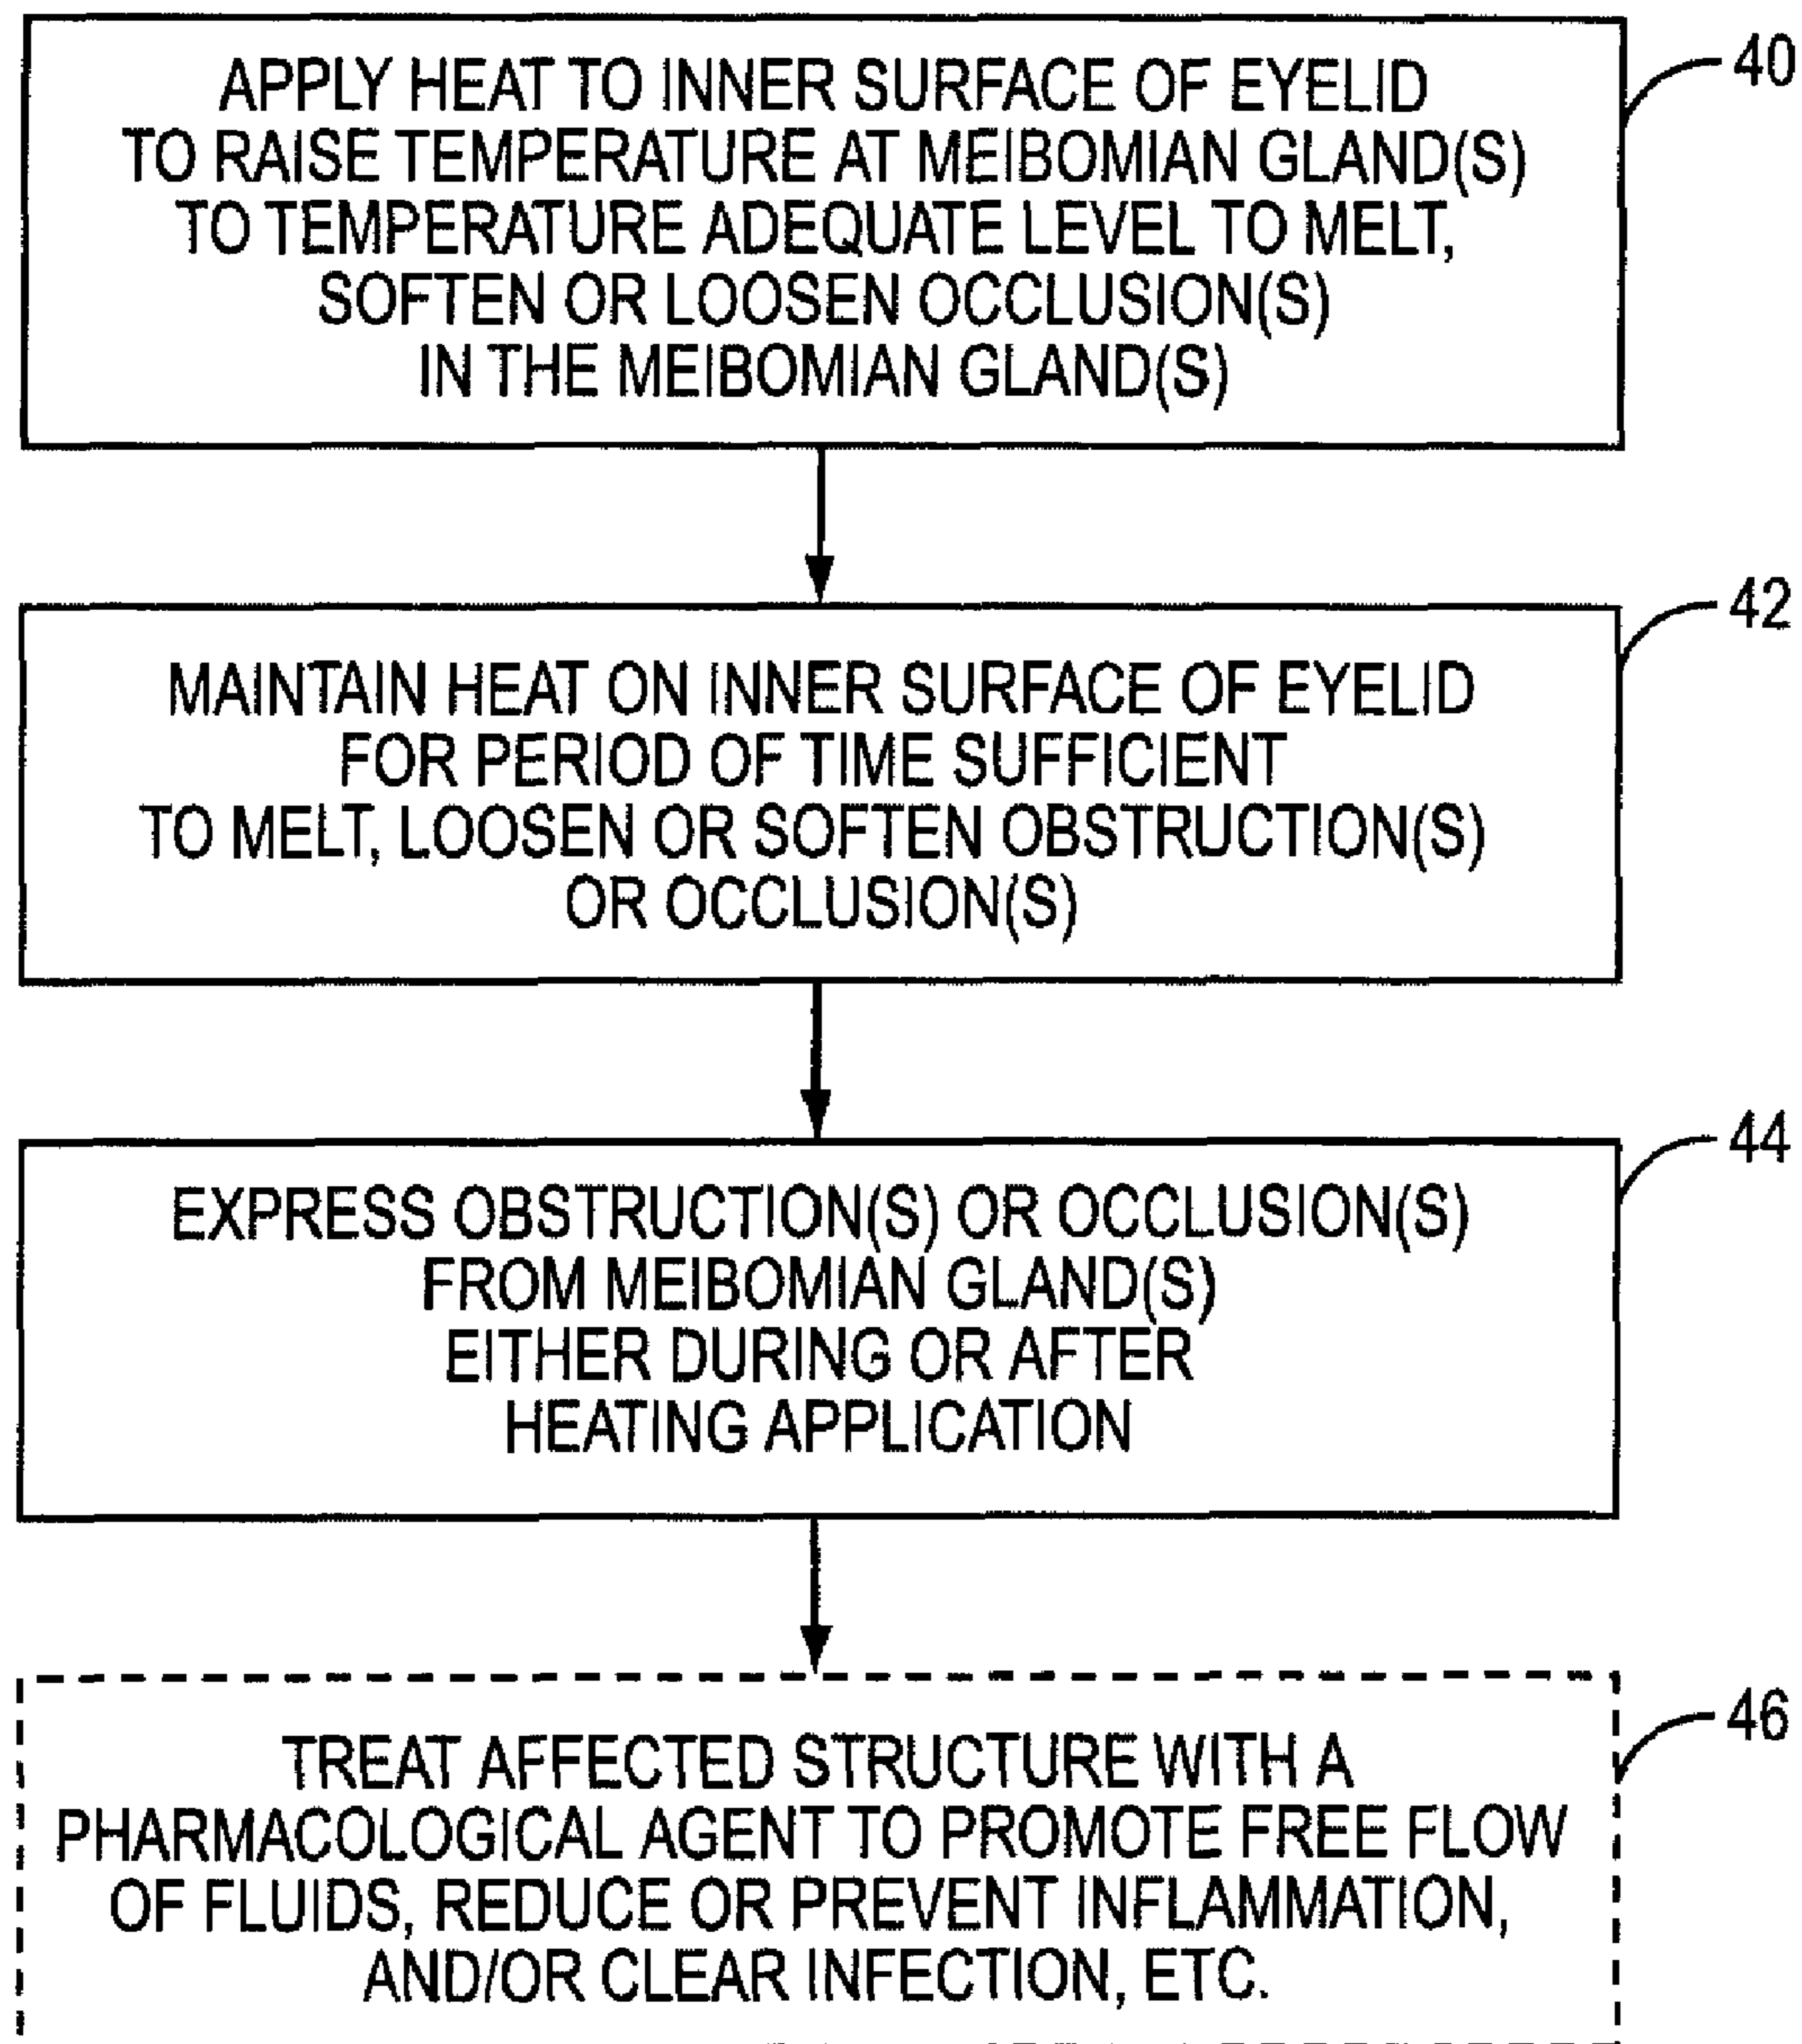 APPLY HEAT TO INNER SURFACE OF EYELID
TO RAISE TEMPERATURE AT MEIBOMIAN GLAND(S)
TO TEMPERATURE ADEQUATE LEVEL TO MELT,
SOFTEN OR LOOSEN OCCLUSION(S)
IN THE MEIBOMIAN GLAND(S)
40
MAINTAIN HEAT ON INNER SURFACE OF EYELID
FOR PERIOD OF TIME SUFFICIENT
TO MELT, LOOSEN OR SOFTEN OBSTRUCTION(S)
OR OCCLUSION(S)
42
EXPRESS OBSTRUCTION(S) OR OCCLUSION(S)
FROM MEIBOMIAN GLAND(S)
EITHER DURING OR AFTER
HEATING APPLICATION
44
TREAT AFFECTED STRUCTURE WITH A
PHARMACOLOGICAL AGENT TO PROMOTE FREE FLOW
OF FLUIDS, REDUCE OR PREVENT INFLAMMATION,
AND/OR CLEAR INFECTION, ETC.
46